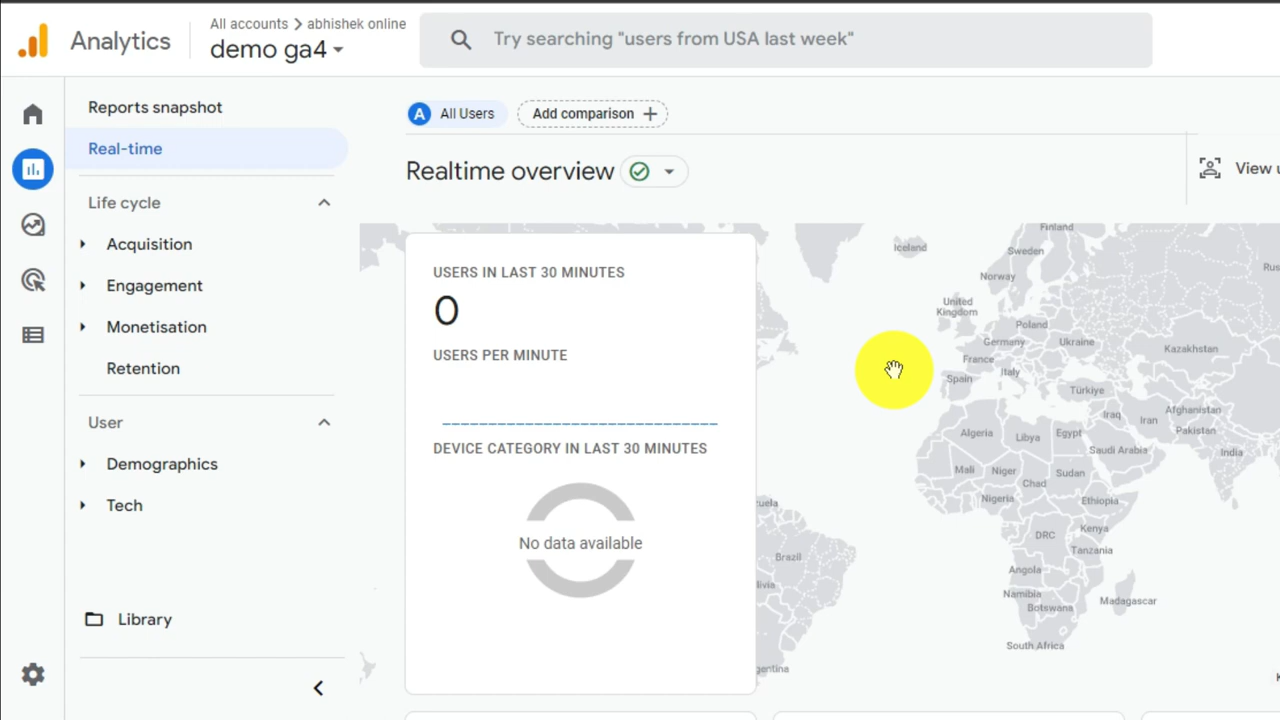 All accounts > abhishek online
Analytics
demo ga4
Try searching "users from USA last week"
Reports snapshot
Real-time
Life cycle
Acquisition
Engagement
Monetisation
Retention
User
Demographics
Tech
Library
A All Users
Add comparison +
Realtime overview
View
USERS IN LAST 30 MINUTES
0
USERS PER MINUTE
DEVICE CATEGORY IN LAST 30 MINUTES
No data available
Finland
Iceland
Sweden
Norway
United
Kingdom
Poland
Germany
Ukraine
Kazakhstan
France
Italy
Spain
Türkiye
Iraq
Iran
Afghanistan
Pakistan
Algeria
Libya
Egypt
Saudi Arabia
India
Mali
Niger
Sudan
Chad
Nigeria
Ethiopia
DRC
Kenya
Tanzania
Brazil
Angola
Namibia
Botswana
Madagascar
South Africa